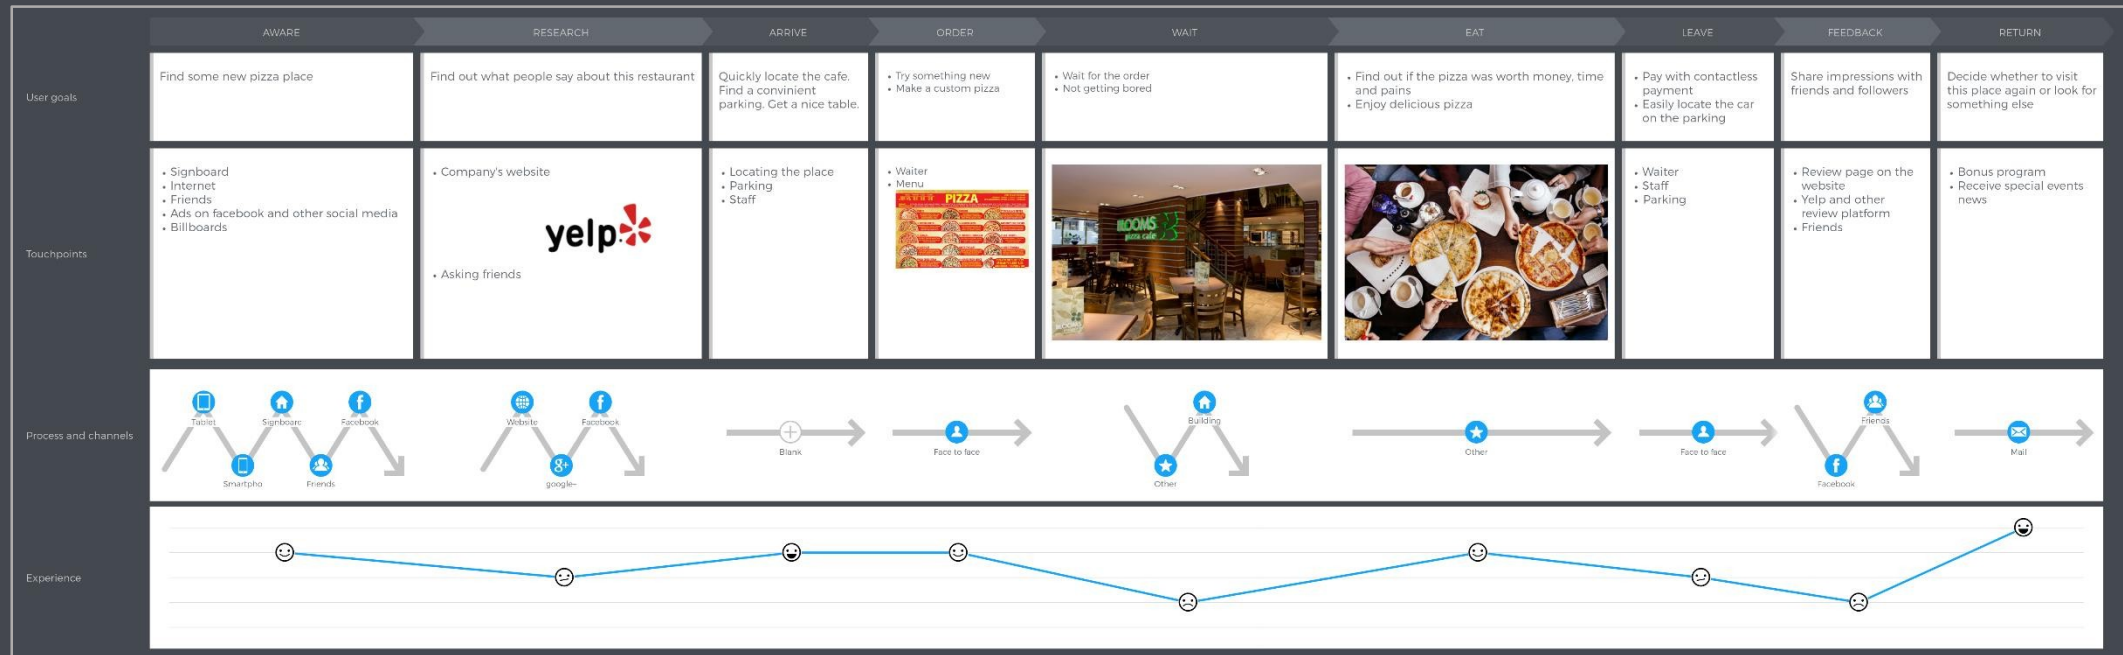 AWARE
RESEARCH
ARRIVE
ORDER
WAIT
EAT
LEAVE
FEEDBACK
RETURN
User goals
Find some new pizza place
Find out what people say about this restaurant
Quickly locate the cafe.
Find a convinient
parking. Get a nice table.
• Try something new
• Make a custom pizza
• Wait for the order
• Not getting bored
• Find out if the pizza was worth money, time
and pains
• Enjoy delicious pizza
• Pay with contactless
payment
• Easily locate the car
on the parking
Share impressions with
friends and followers
Decide whether to visit
this place again or look for
something else
Touchpoints
• Signboard
• Internet
• Friends
• Ads on facebook and other social media
• Billboards
• Company's website
yelp
• Asking friends
• Locating the place
• Parking
• Staff
• Waiter
• Menu
PIZZA
BLOOMS
pizza cafe
BLOOMS
• Waiter
• Staff
• Parking
• Review page on the
website
• Yelp and other
review platform
• Friends
• Bonus program
• Receive special events
news
Process and channels
Tablet
Signboard
Facebook
Smartpho
Friends
Website
Facebook
google+
Blank
Face to face
Building
Other
Other
Face to face
Friends
Facebook
Mail
Experience